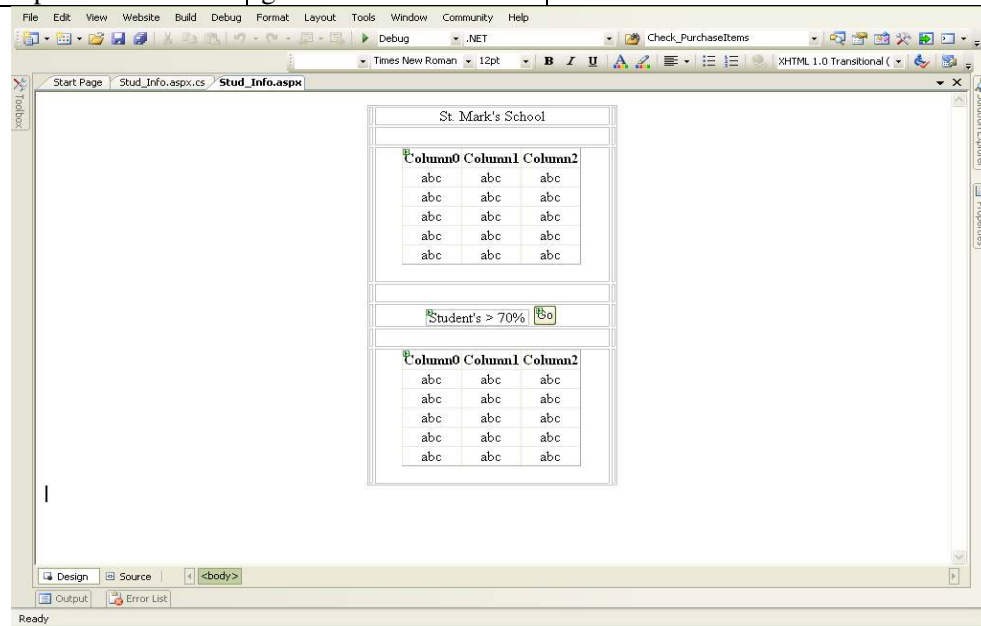 File Edit View Website Build Debug Format Layout Tools Window Community Help
Debug .NET Check_PurchaseItems
Times New Roman 12pt B I U A XHTML 1.0 Transitional (
Toolbox
Start Page Stud_Info.aspx.cs Stud_Info.aspx
Solution Explorer
Properties
St. Mark's School
Column0 Column1 Column2
abc abc abc
abc abc abc
abc abc abc
abc abc abc
abc abc abc
Student's > 70% Go
Column0 Column1 Column2
abc abc abc
abc abc abc
abc abc abc
abc abc abc
abc abc abc
Design Source <body>
Output Error List
Ready